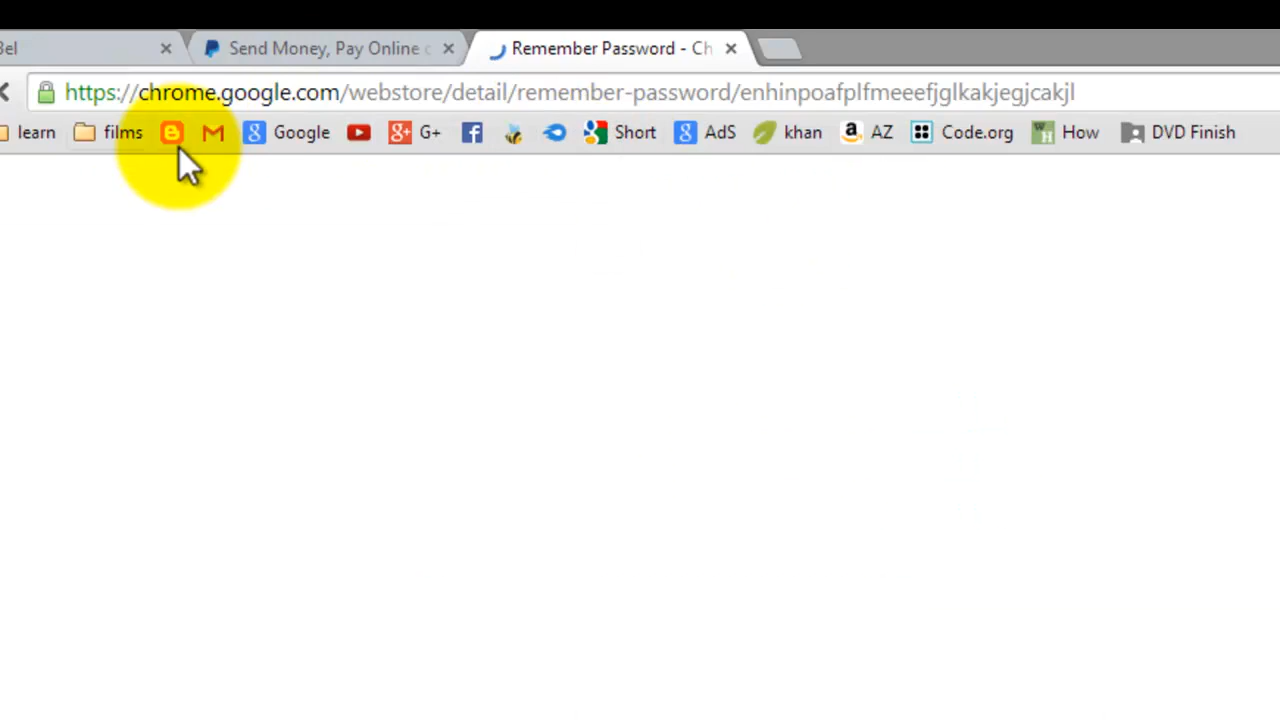 Bel
Send Money, Pay Online
Remember Password - Ch
https://chrome.google.com/webstore/detail/remember-password/enhinpoafplfmeeefjglkakjegjcakjl
learn films Google G+ Short AdS khan AZ Code.org How DVD Finish